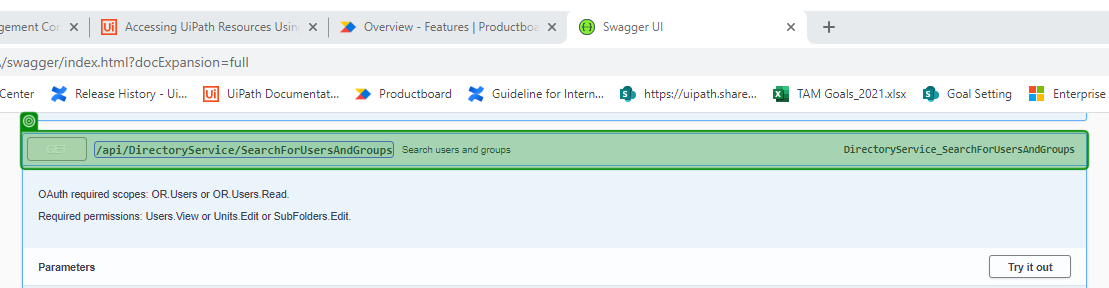 gement Cor
Accessing UiPath Resources Usin
Overview - Features | Productboa
Swagger UI
/swagger/index.html?docExpansion=full
Center
Release History - Ui...
UiPath Documentat...
Productboard
Guideline for Intern...
https://uipath.share...
TAM Goals_2021.xlsx
Goal Setting
Enterprise
GET
/api/DirectoryService/SearchForUsersAndGroups
Search users and groups
DirectoryService_SearchForUsersAndGroups
OAuth required scopes: OR.Users or OR.Users.Read.
Required permissions: Users.View or Units.Edit or SubFolders.Edit.
Parameters
Try it out